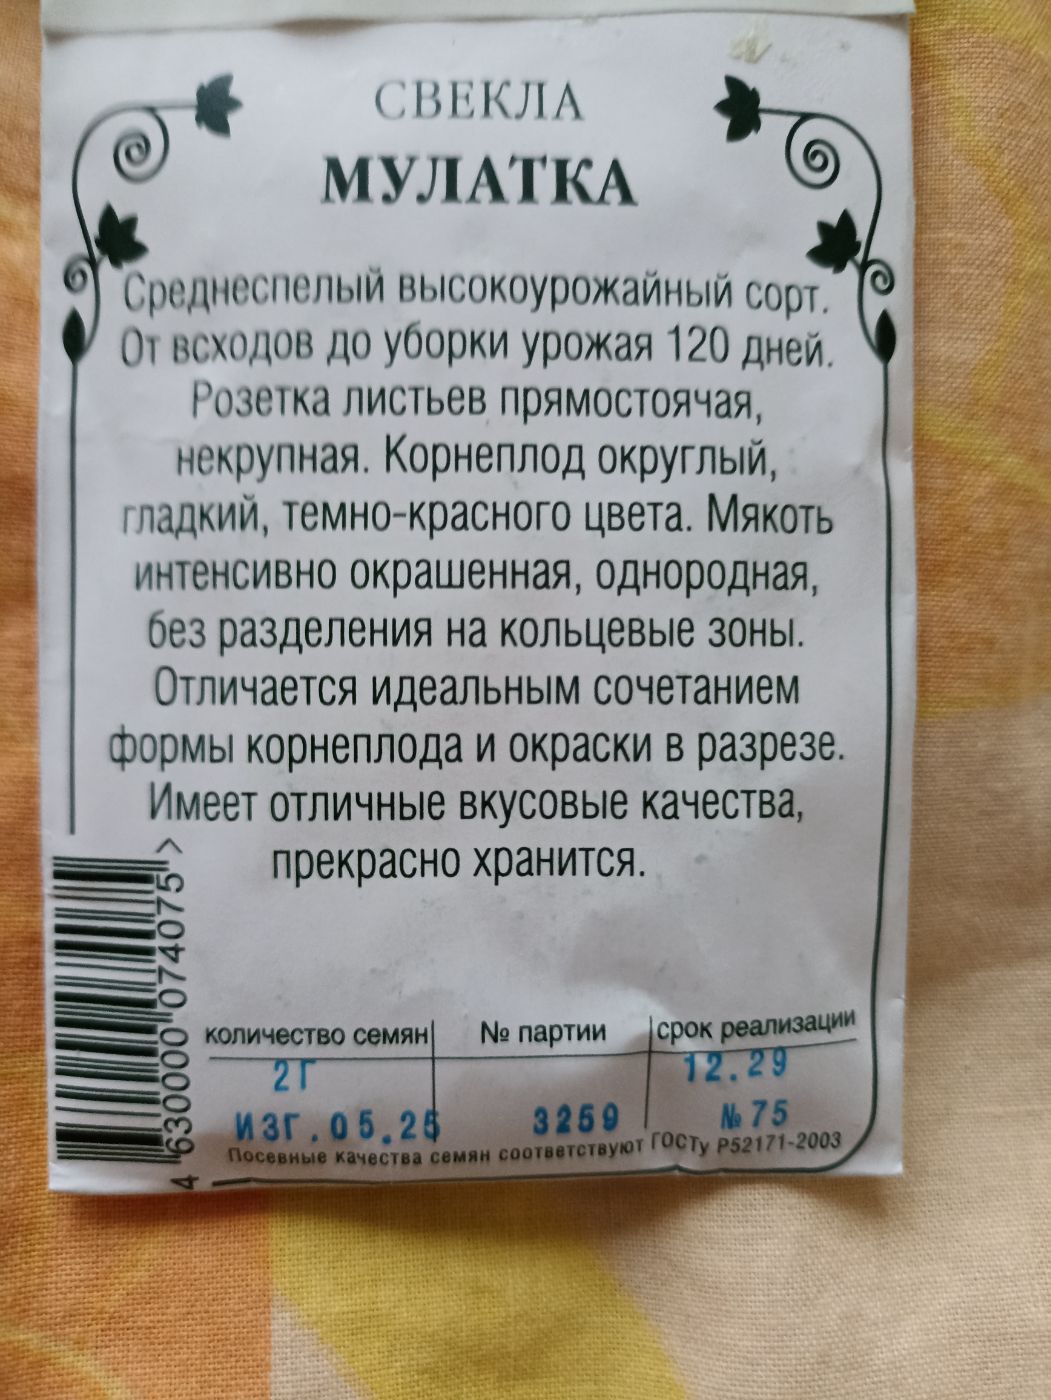 СВЕКЛА
МУЛАТКА
Среднеспелый высокоурожайный сорт.
От всходов до уборки урожая 120 дней.
Розетка листьев прямостоячая,
некрупная. Корнеплод округлый,
гладкий, темно-красного цвета. Мякоть
интенсивно окрашенная, однородная,
без разделения на кольцевые зоны.
Отличается идеальным сочетанием
формы корнеплода и окраски в разрезе.
Имеет отличные вкусовые качества,
прекрасно хранится.
4 630000 074075 >
количество семян № партии срок реализации
2Г 12.29
ИЗГ.05.25 3259 №75
Посевные качества семян соответствуют ГОСТу Р52171-2003